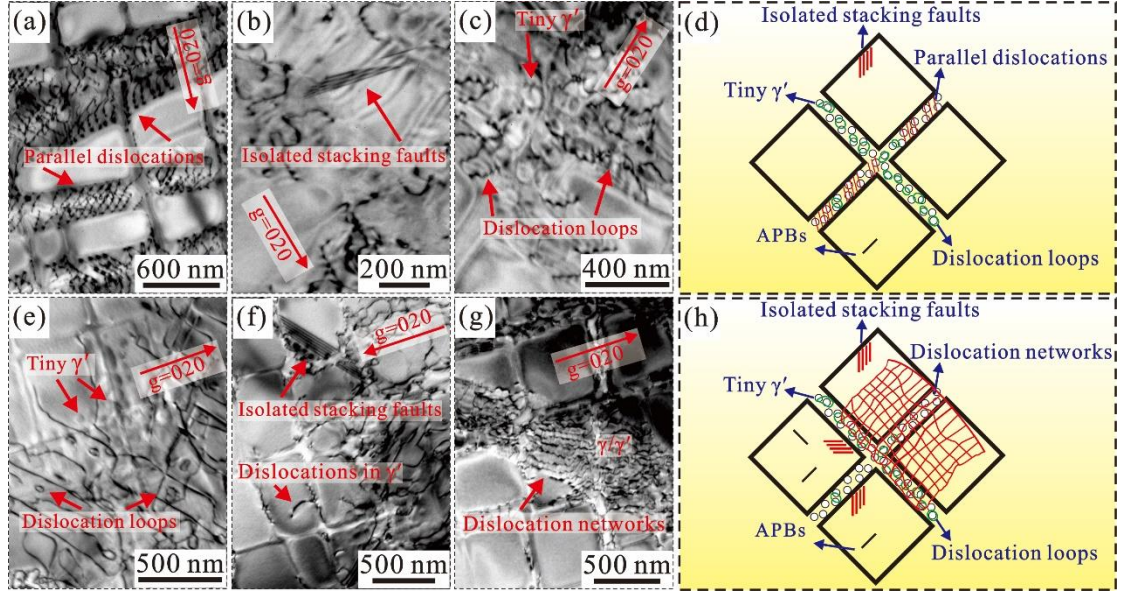 (a)
g=020
Parallel dislocations
600 nm
(b)
Isolated stacking faults
g=020
200 nm
(c)
Tiny γ′
g=020
Dislocation loops
400 nm
(d)
Isolated stacking faults
Parallel dislocations
Tiny γ′
APBs
Dislocation loops
(e)
Tiny γ′
g=020
Dislocation loops
500 nm
(f)
g=020
Isolated stacking faults
Dislocations in γ′
500 nm
(g)
g=020
γ/γ′
Dislocation networks
500 nm
(h)
Isolated stacking faults
Dislocation networks
Tiny γ′
APBs
Dislocation loops